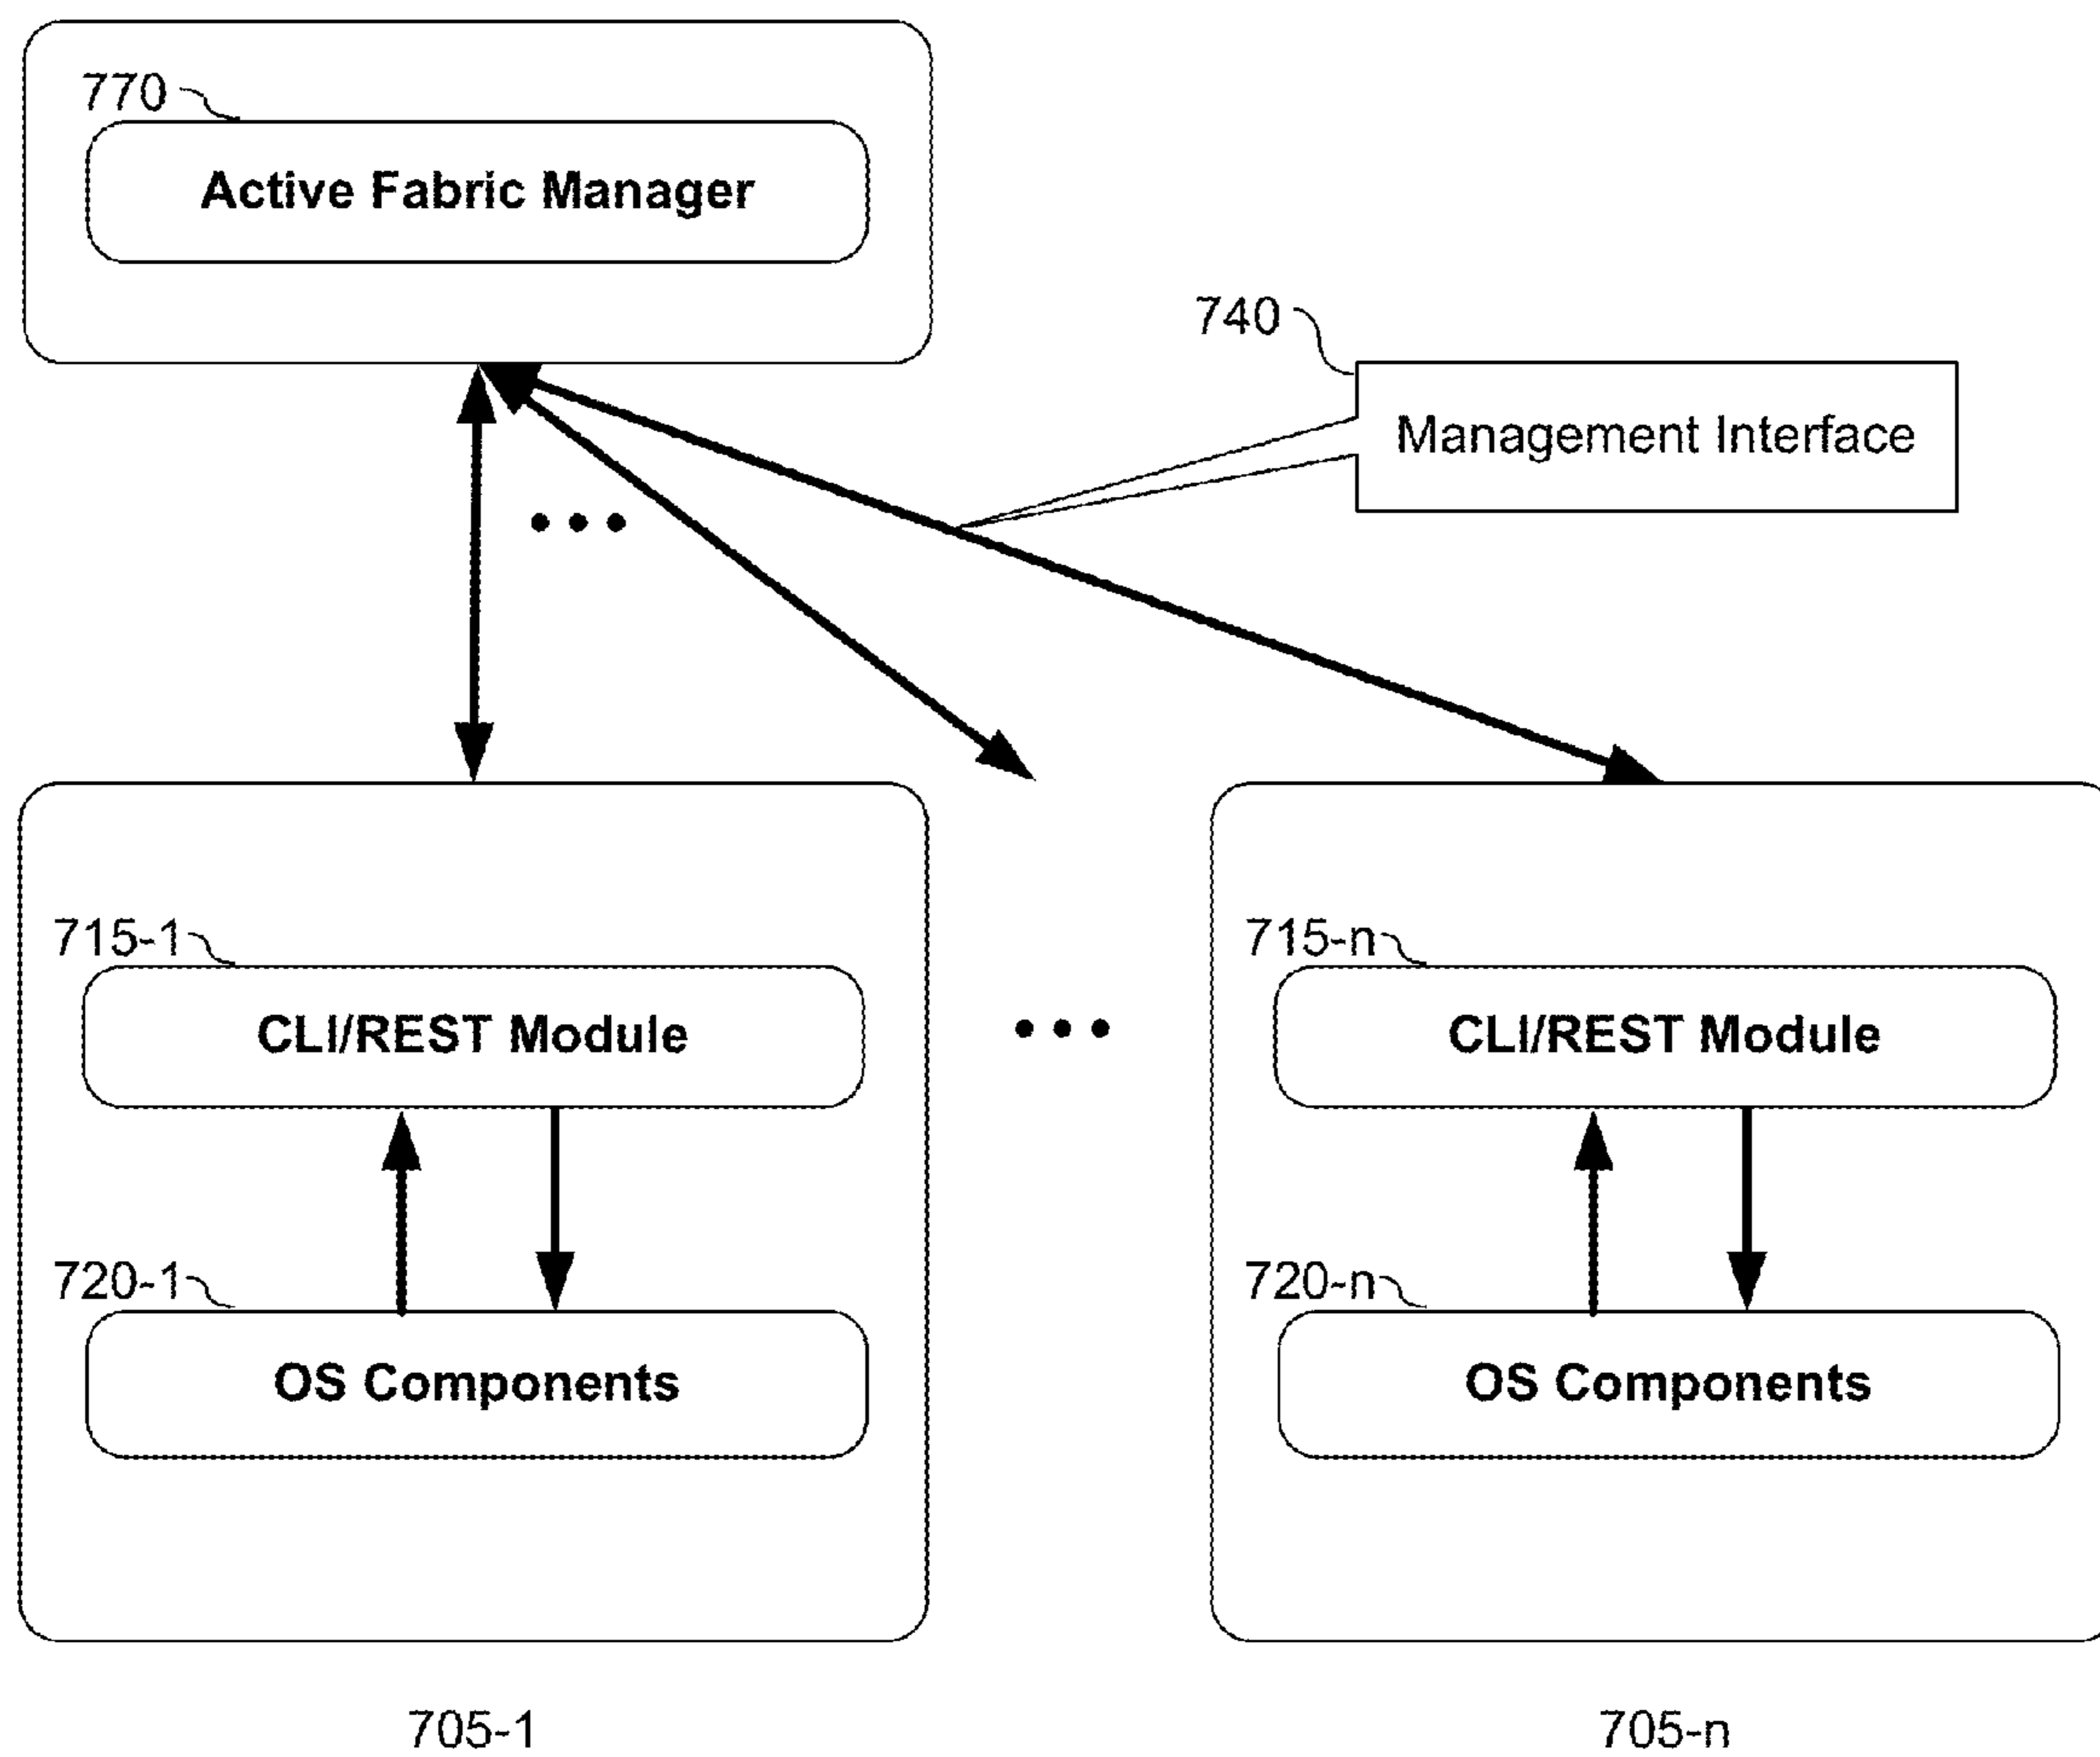 770
Active Fabric Manager
740
Management Interface
715-1
CLI/REST Module
715-n
CLI/REST Module
720-1
OS Components
720-n
OS Components
705-1
705-n